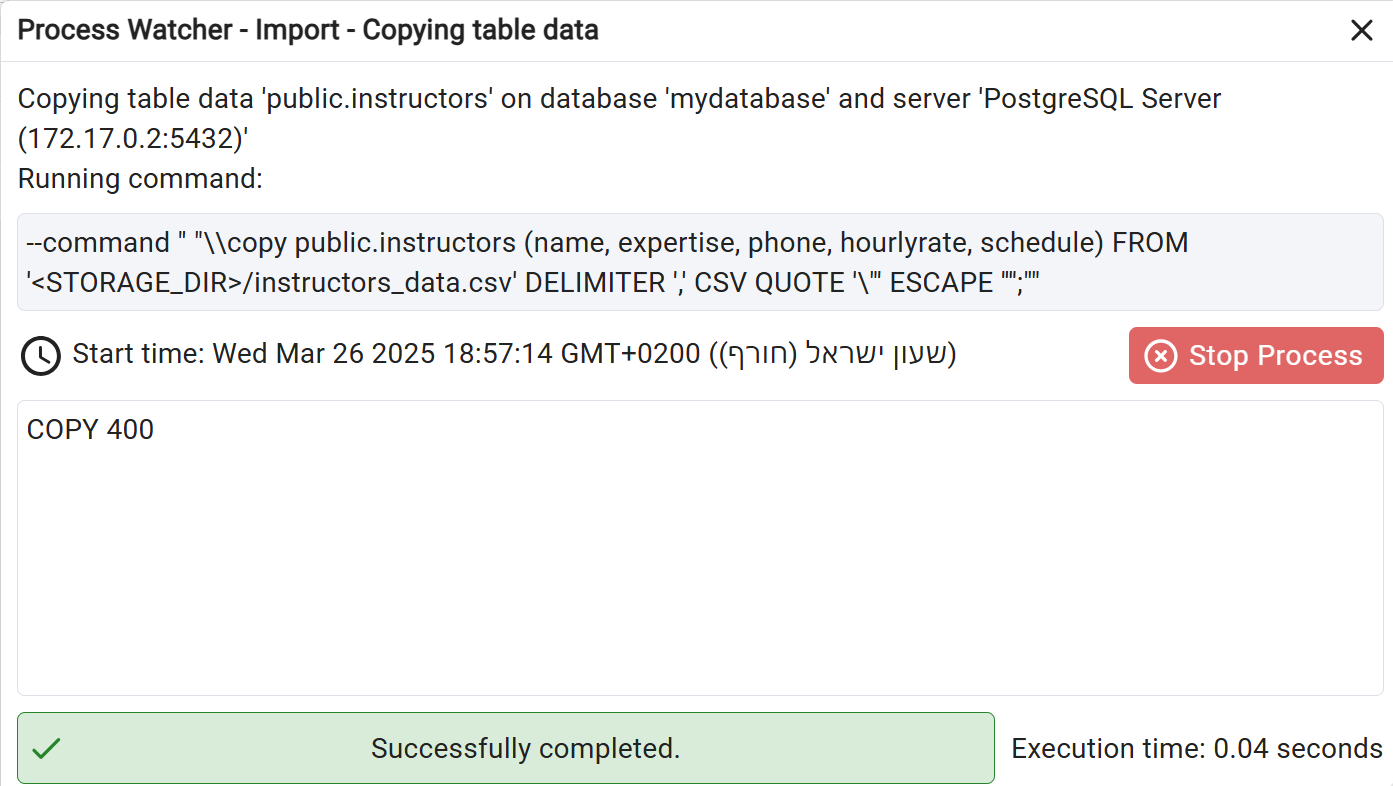 Process Watcher - Import - Copying table data
Copying table data 'public.instructors' on database 'mydatabase' and server 'PostgreSQL Server
(172.17.0.2:5432)'
Running command:
--command " "\\copy public.instructors (name, expertise, phone, hourlyrate, schedule) FROM
'<STORAGE_DIR>/instructors_data.csv' DELIMITER ',' CSV QUOTE '\"' ESCAPE '''';""
Start time: Wed Mar 26 2025 18:57:14 GMT+0200 (שעון ישראל (חורף))
Stop Process
COPY 400
Successfully completed.
Execution time: 0.04 seconds